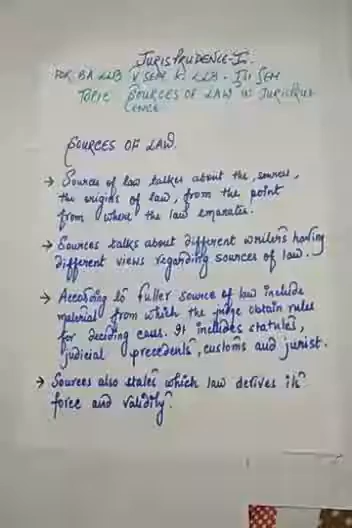 JURISPRUDENCE-I.
FOR BA LLB V SEM & LLB - III SEM
TOPIC SOURCES OF LAW IN JURISPRUD
ENCE
SOURCES OF LAW.
→ Sources of law talks about the, sources,
the origins of law, from the point
from where the law emanates.
→ Sources talks about different writers having
different views regarding sources of law.
→ According to fuller source of law include
material from which the judge obtain rules
for deciding cases. It includes statutes,
judicial precedents, customs and jurist.
→ Sources also states which law derives its
force and validity.